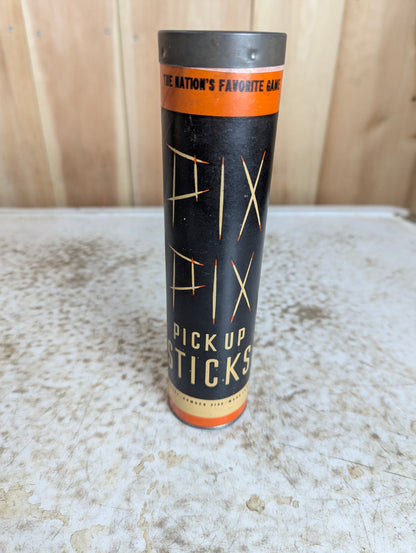 THE NATION'S FAVORITE GAME
PIX
PIX
PICK UP
STICKS